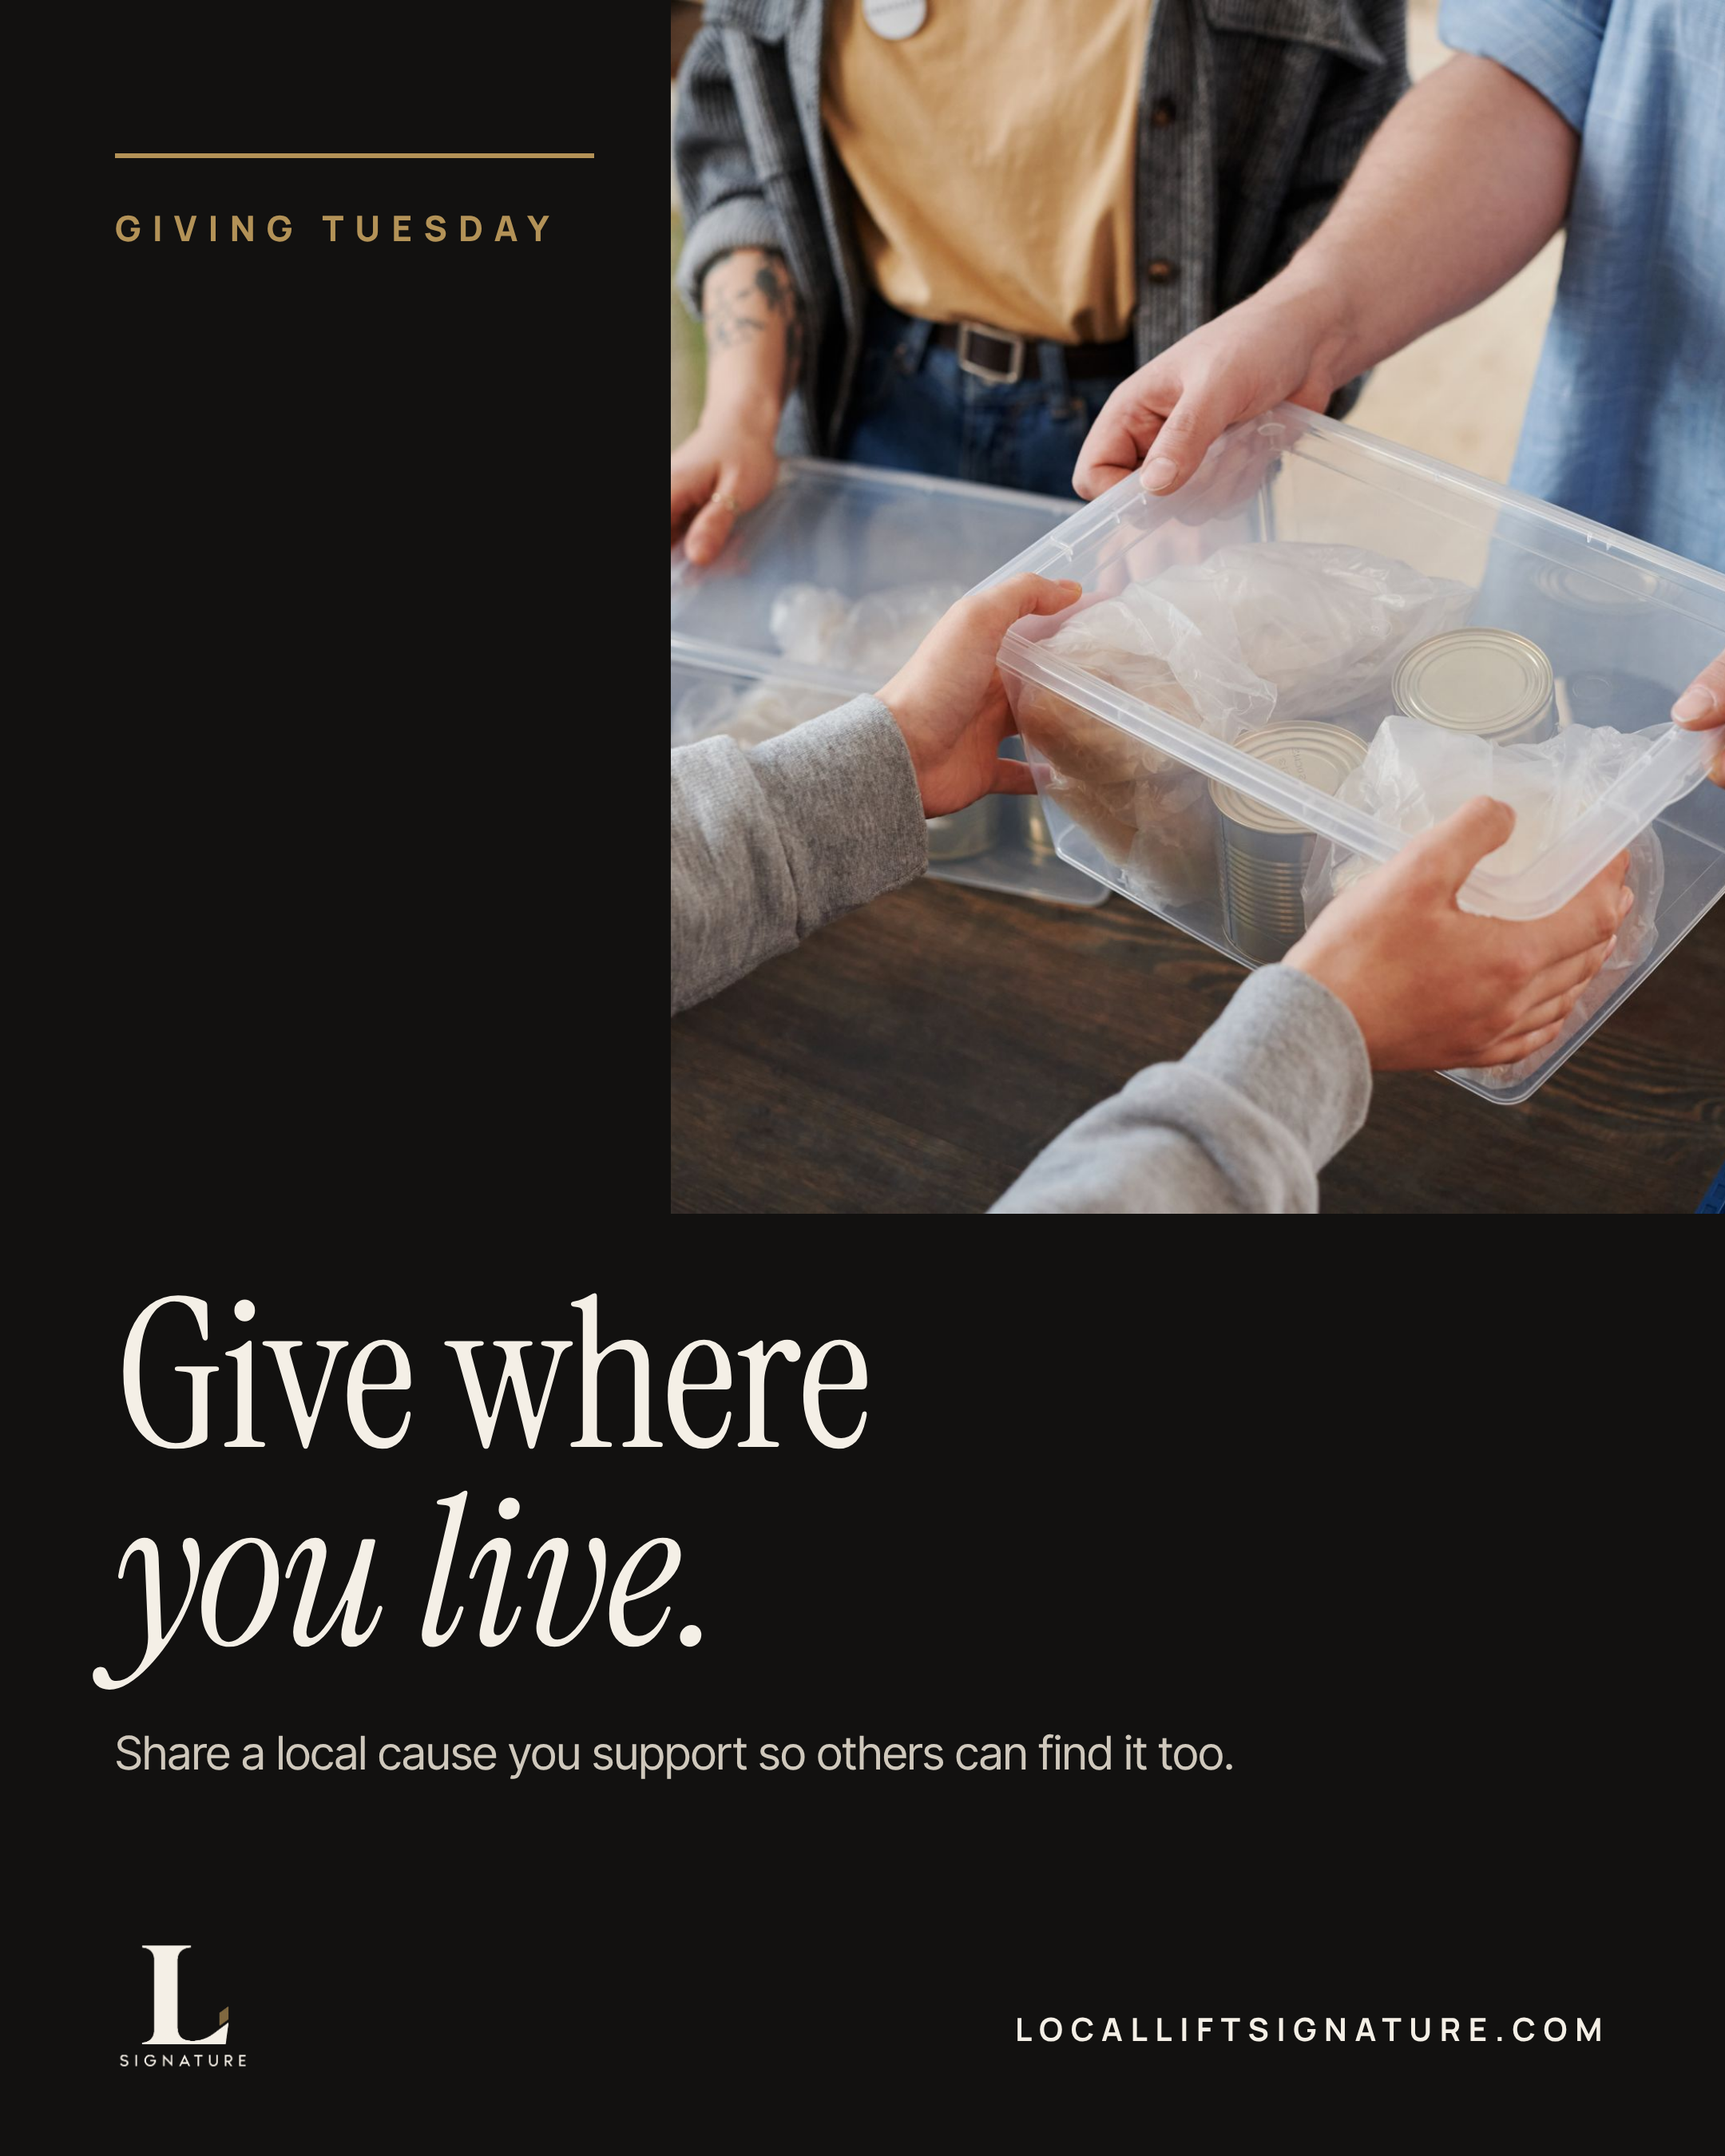 GIVING TUESDAY
Give where
you live.
Share a local cause you support so others can find it too.
L
SIGNATURE
LOCALLIFTSIGNATURE.COM